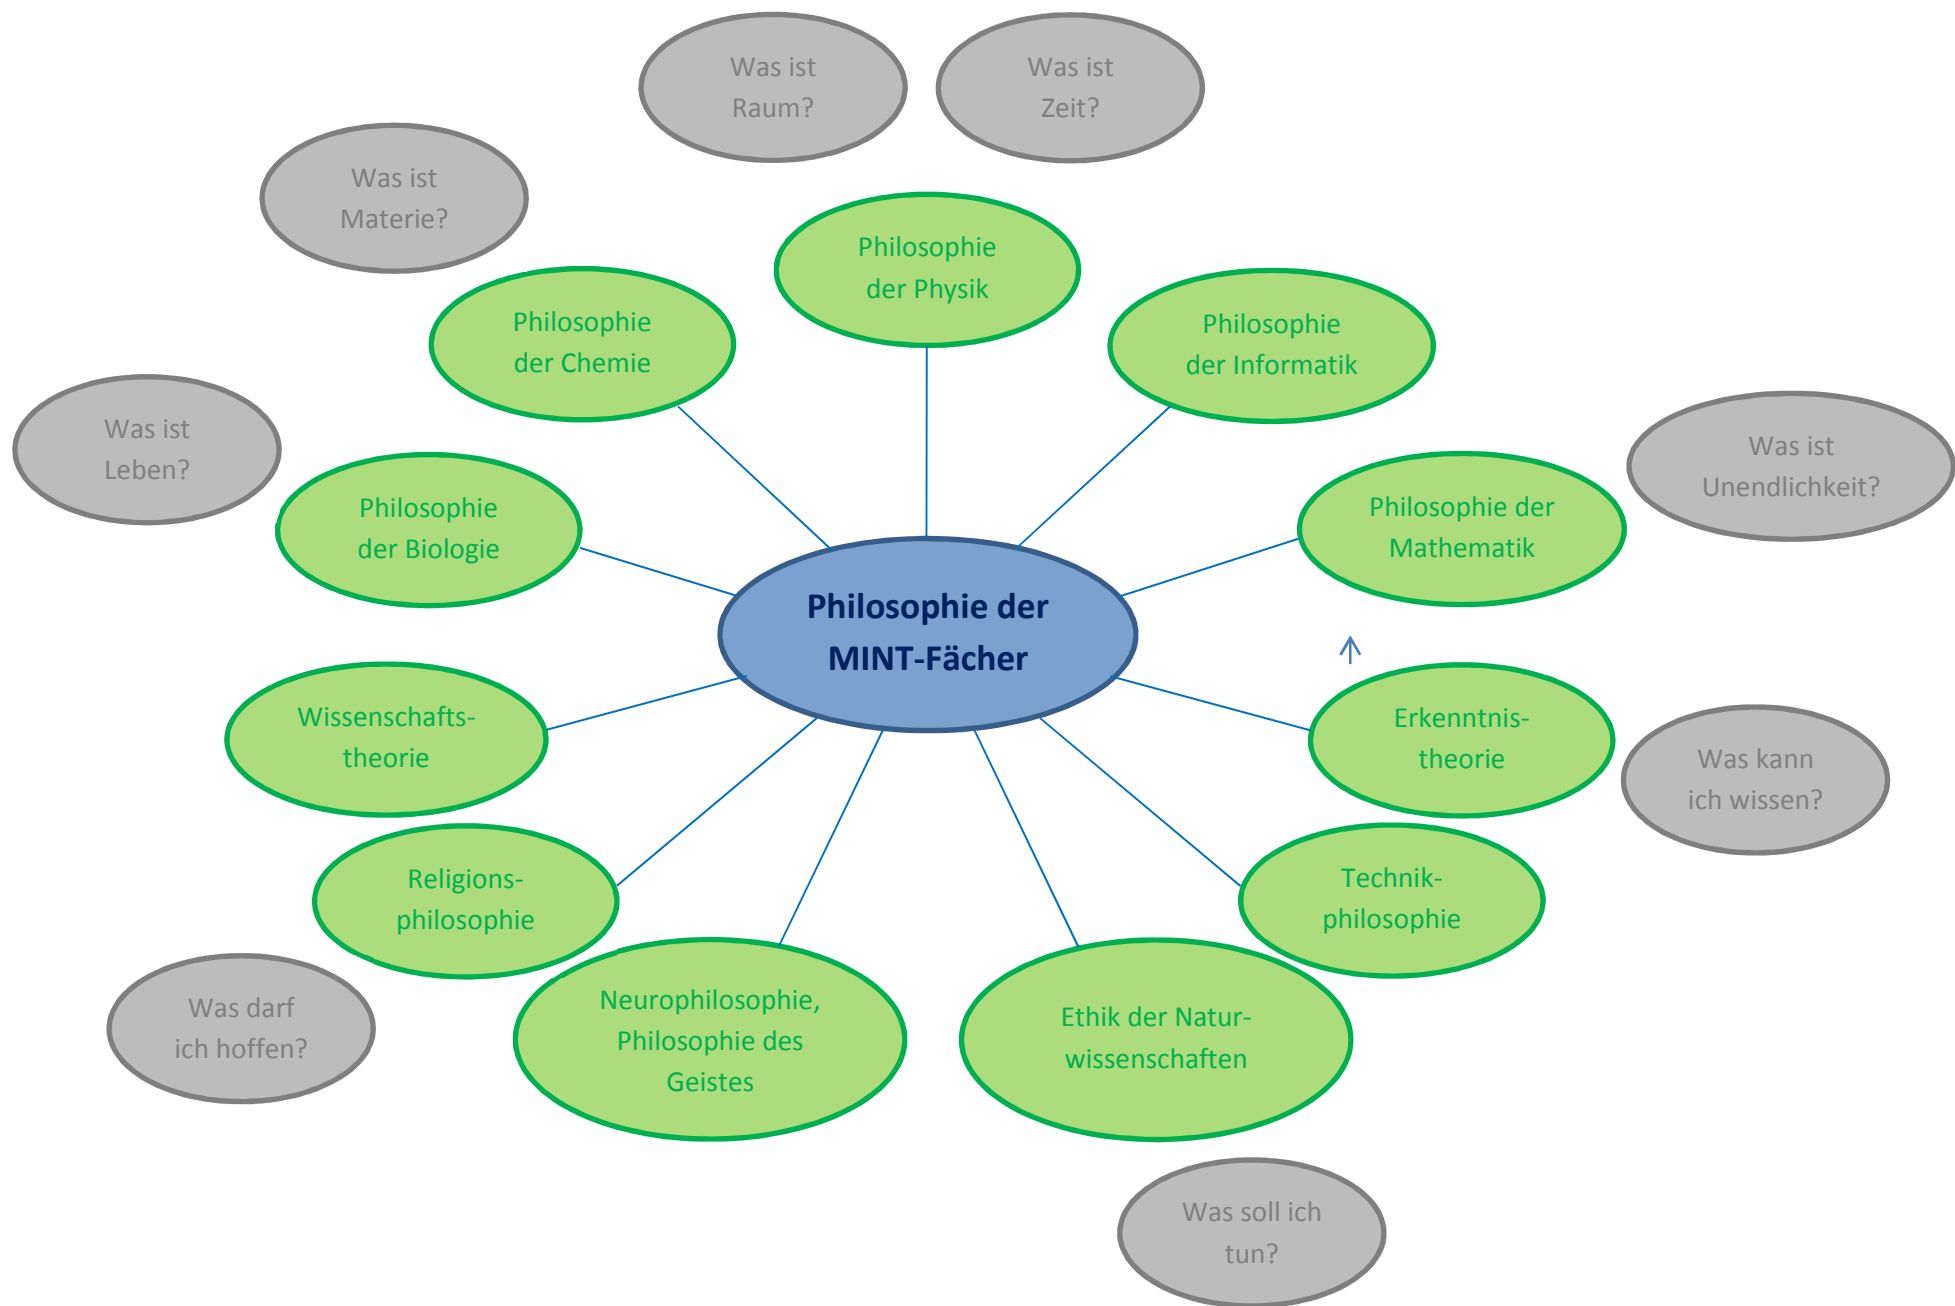 Was ist
Raum?
Was ist
Zeit?
Was ist
Materie?
Philosophie
der Physik
Philosophie
der Chemie
Philosophie
der Informatik
Was ist
Leben?
Was ist
Unendlichkeit?
Philosophie
der Biologie
Philosophie der
Mathematik
Philosophie der
MINT-Fächer
Wissenschafts-
theorie
Erkenntnis-
theorie
Was kann
ich wissen?
Religions-
philosophie
Technik-
philosophie
Was darf
ich hoffen?
Neurophilosophie,
Philosophie des
Geistes
Ethik der Natur-
wissenschaften
Was soll ich
tun?